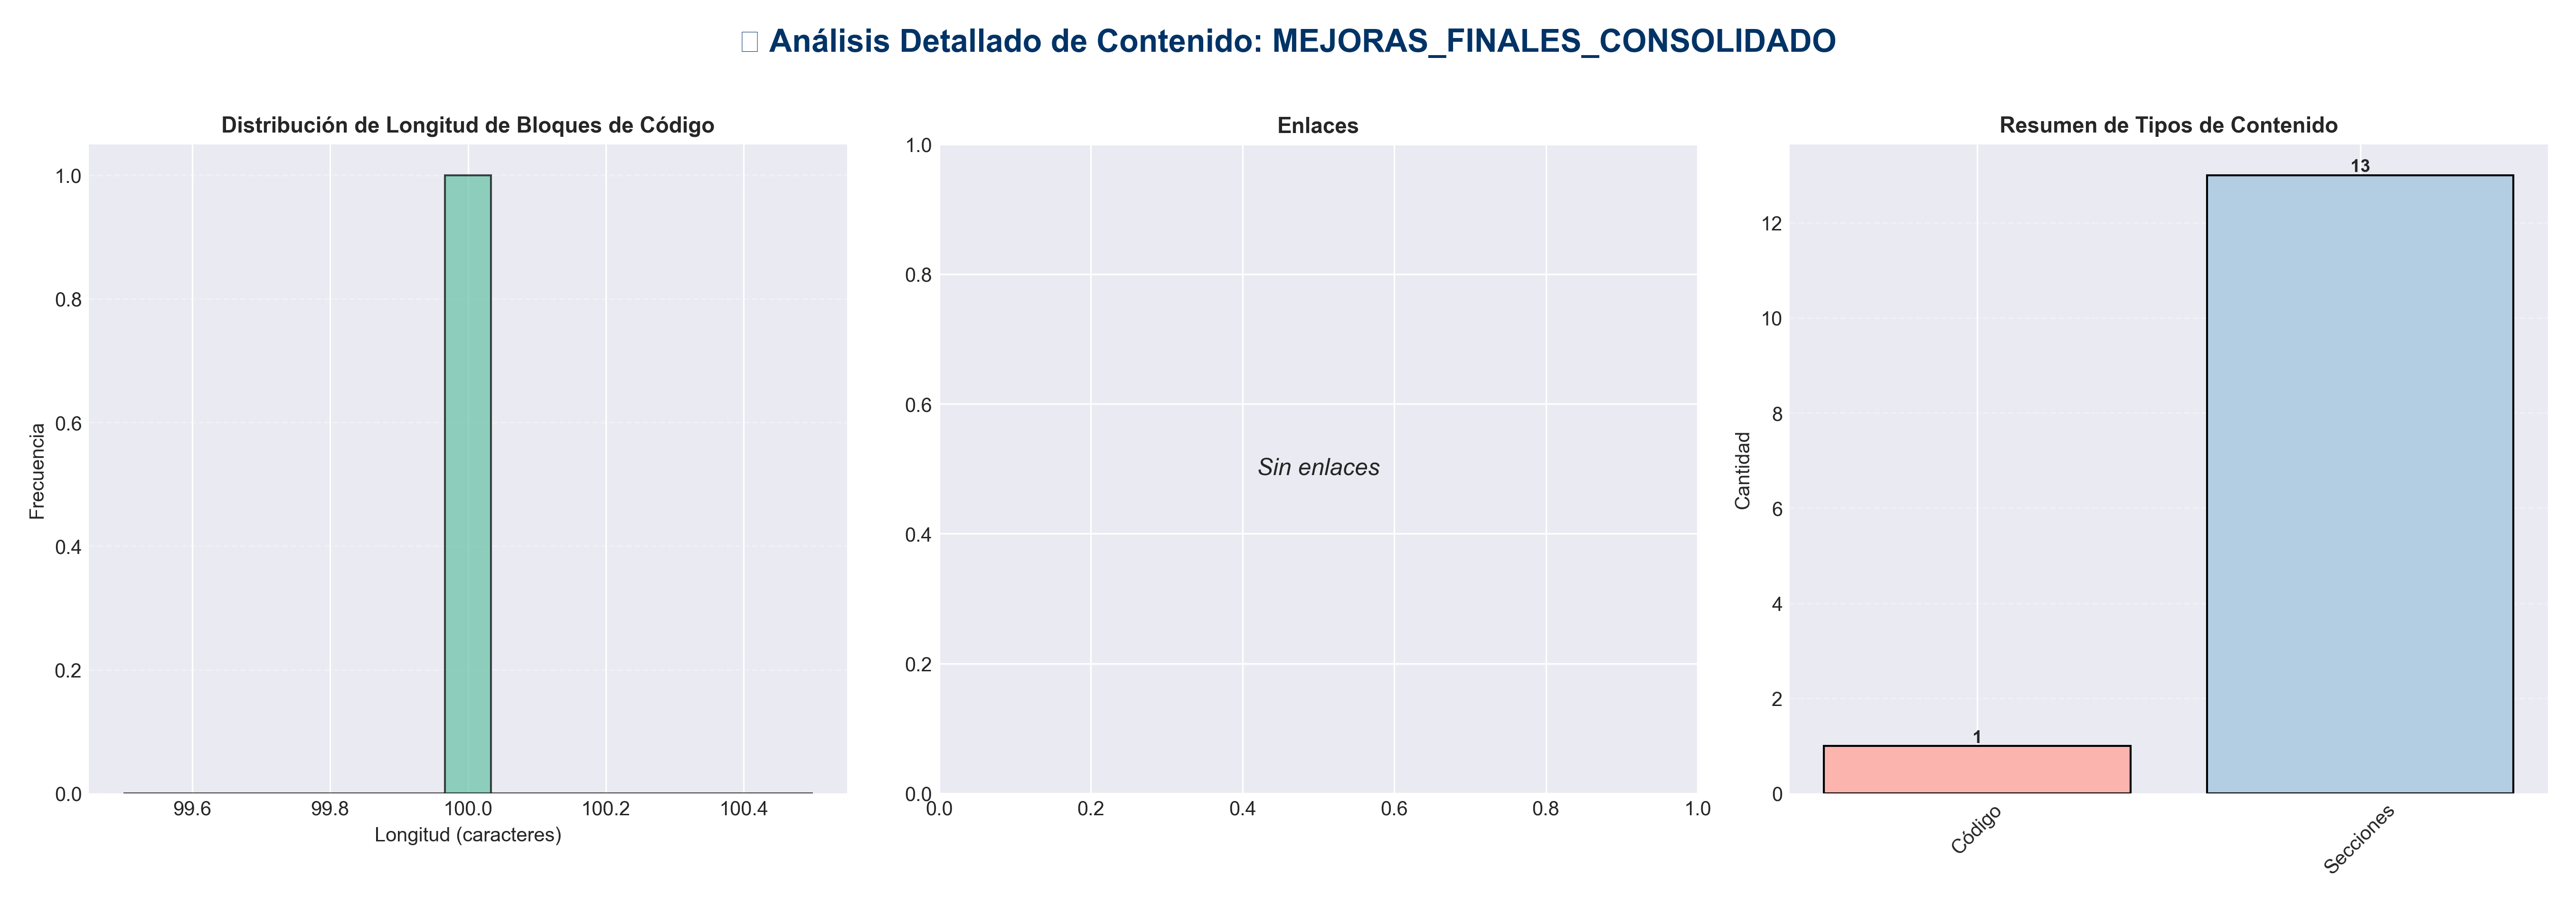 Análisis Detallado de Contenido: MEJORAS_FINALES_CONSOLIDADO
Distribución de Longitud de Bloques de Código
1.0
0.8
0.6
0.4
0.2
0.0
Frecuencia
99.6 99.8 100.0 100.2 100.4
Longitud (caracteres)
Enlaces
1.0
0.8
0.6
0.4
0.2
0.0
Sin enlaces
0.0 0.2 0.4 0.6 0.8 1.0
Resumen de Tipos de Contenido
12
10
8
6
4
2
0
Cantidad
1
13
Código
Secciones